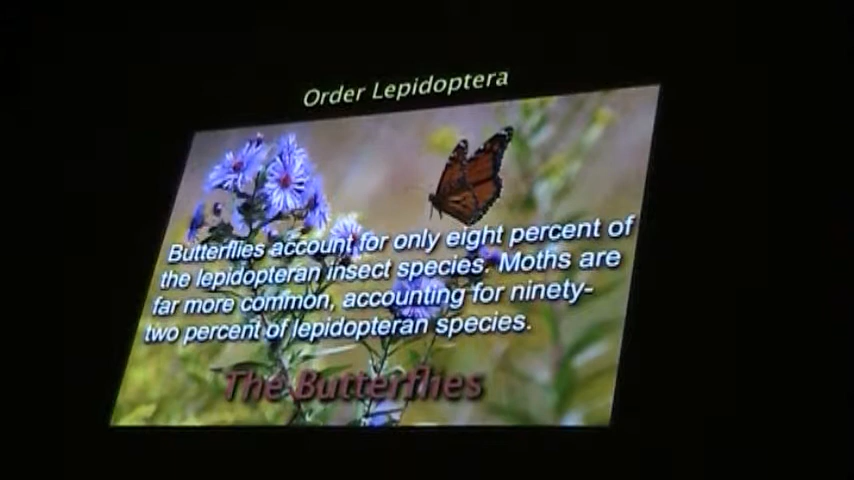 Order Lepidoptera
Butterflies account for only eight percent of
the lepidopteran insect species. Moths are
far more common, accounting for ninety-
two percent of lepidopteran species.
The Butterflies